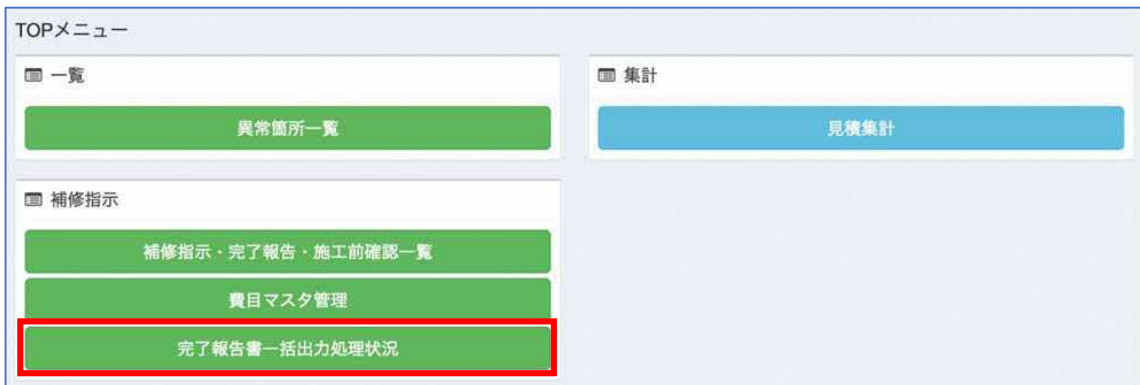 TOPメニュー
一覧
異常箇所一覧
集計
見積集計
補修指示
補修指示・完了報告・施工前確認一覧
費目マスタ管理
完了報告書一括出力処理状況